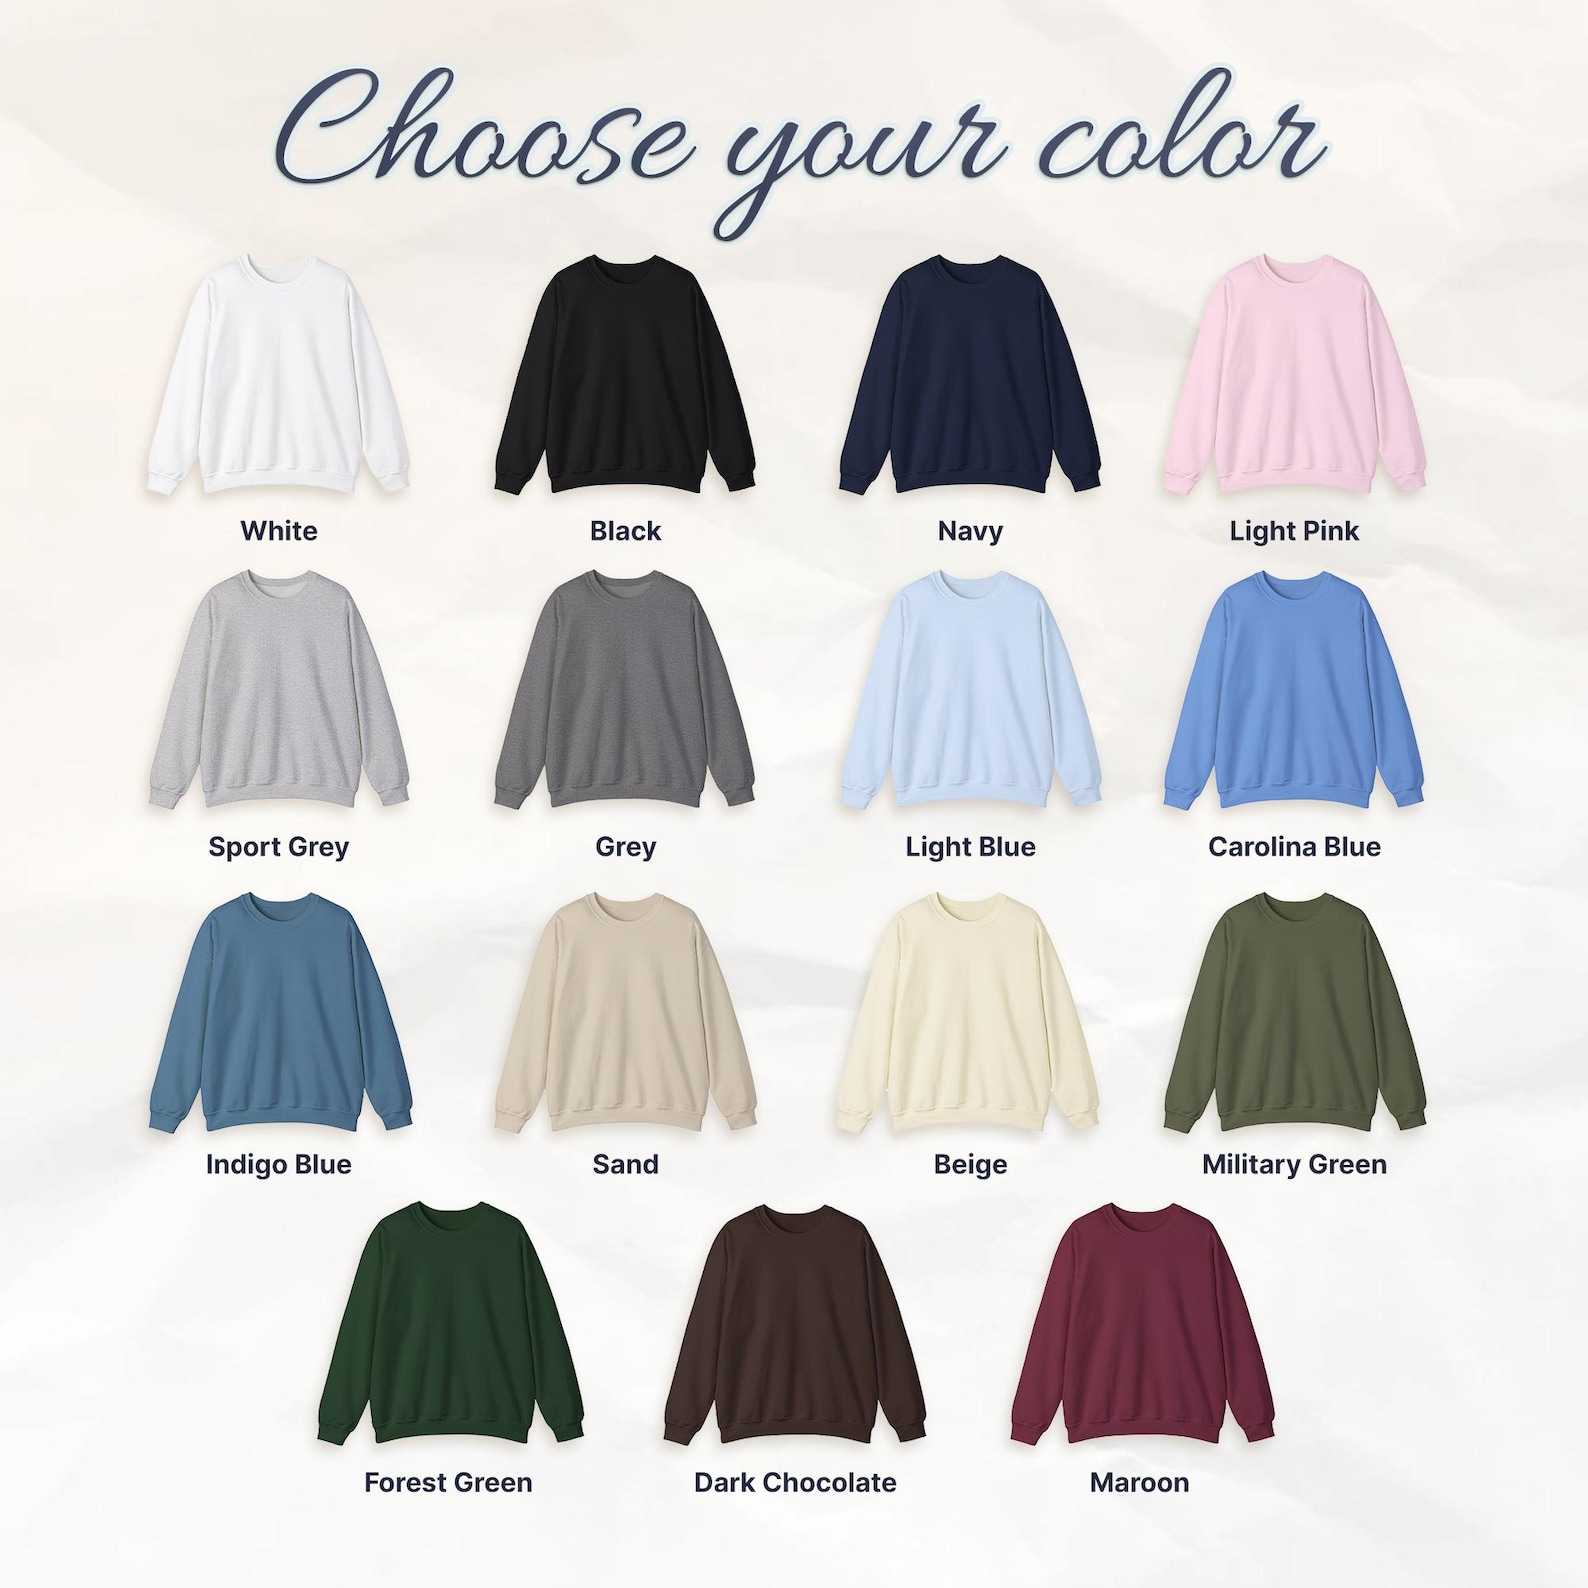 Choose your color
White
Black
Navy
Light Pink
Sport Grey
Grey
Light Blue
Carolina Blue
Indigo Blue
Sand
Beige
Military Green
Forest Green
Dark Chocolate
Maroon